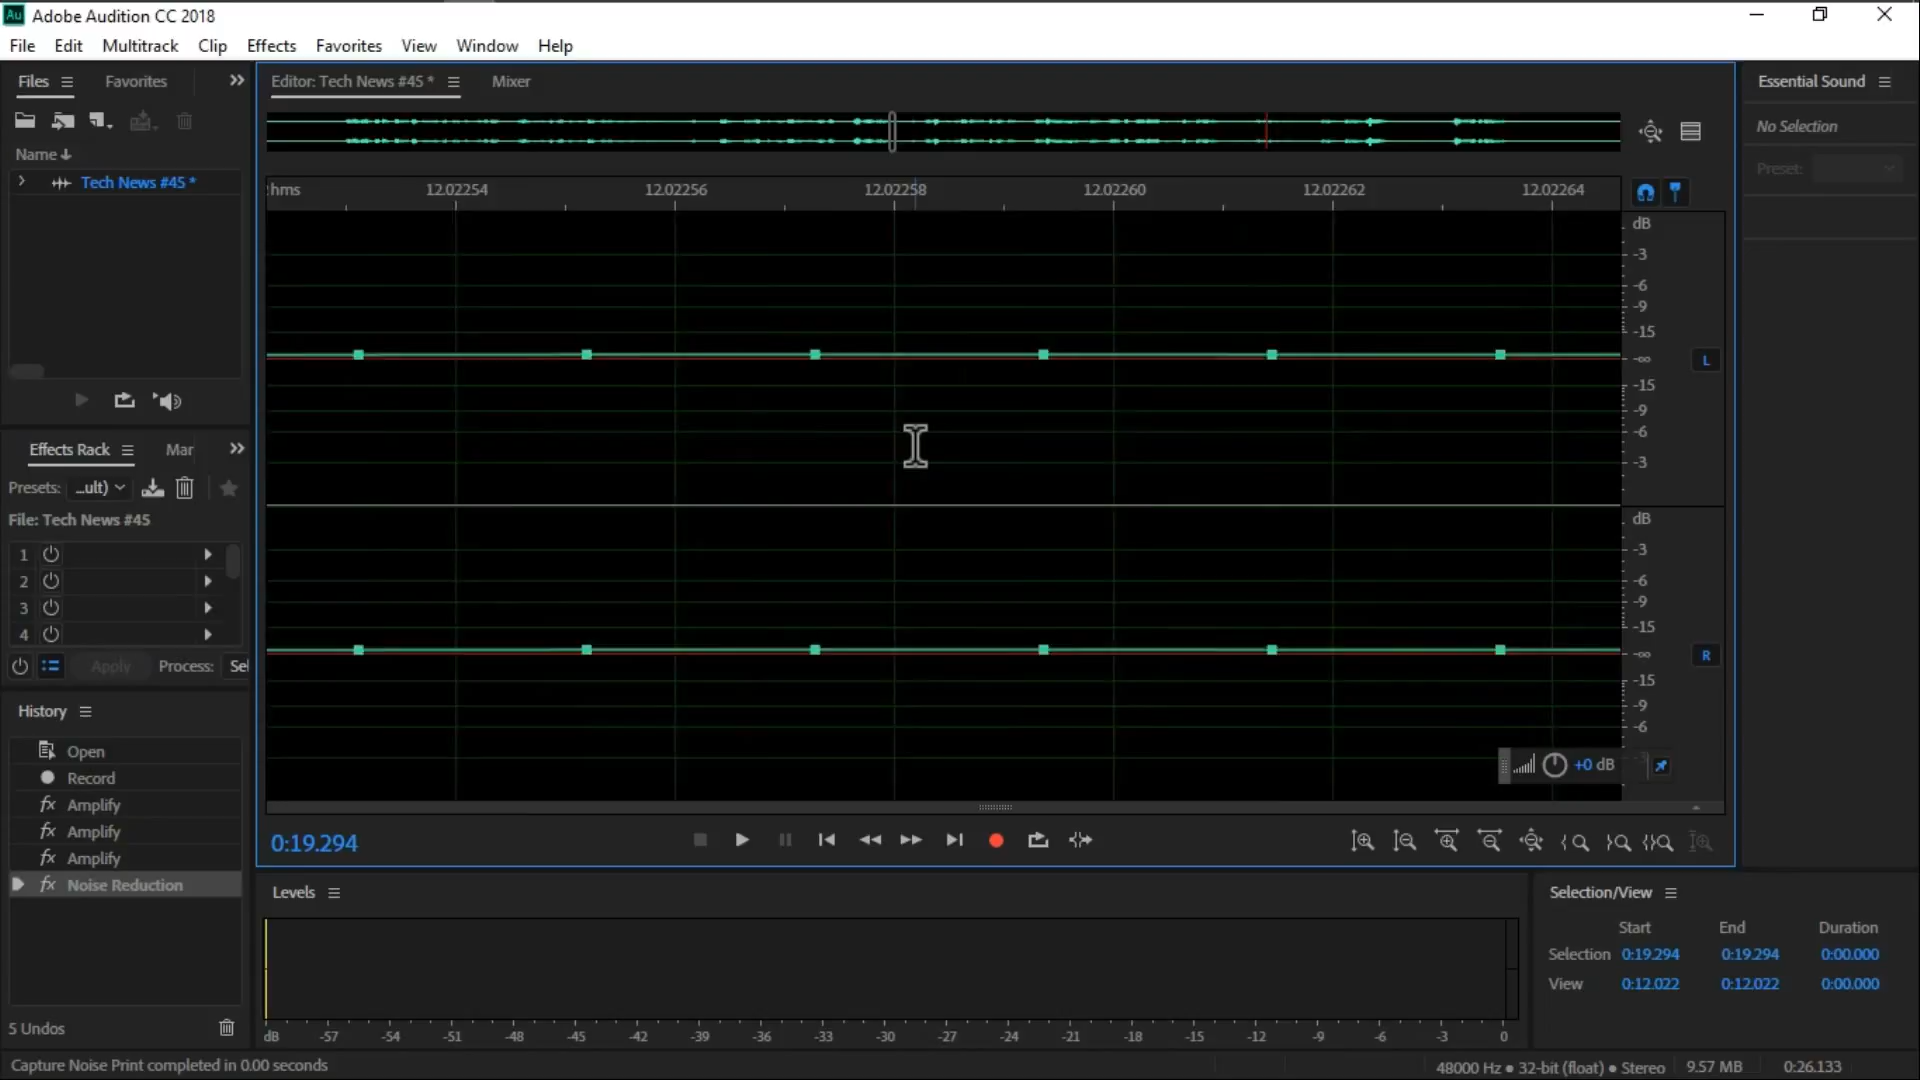 Au Adobe Audition CC 2018
File Edit Multitrack Clip Effects Favorites View Window Help
Files Favorites
Name
Tech News #45 *
Editor: Tech News #45 * Mixer
hms 12.02254 12.02256 12.02258 12.02260 12.02262 12.02264
dB
-3
-6
-9
-15
-∞
-15
-9
-6
-3
L
dB
-3
-6
-9
-15
-∞
-15
-9
-6
-3
R
+0 dB
Essential Sound
No Selection
Preset:
Effects Rack Mar
Presets: ...ult)
File: Tech News #45
1
2
3
4
Apply Process: Sel
History
Open
Record
Amplify
Amplify
Amplify
Noise Reduction
5 Undos
0:19.294
Levels
dB -57 -54 -51 -48 -45 -42 -39 -36 -33 -30 -27 -24 -21 -18 -15 -12 -9 -6 -3 0
Selection/View
Start End Duration
Selection 0:19.294 0:19.294 0:00.000
View 0:12.022 0:12.022 0:00.000
Capture Noise Print completed in 0.00 seconds
48000 Hz ● 32-bit (float) ● Stereo 9.57 MB 0:26.133